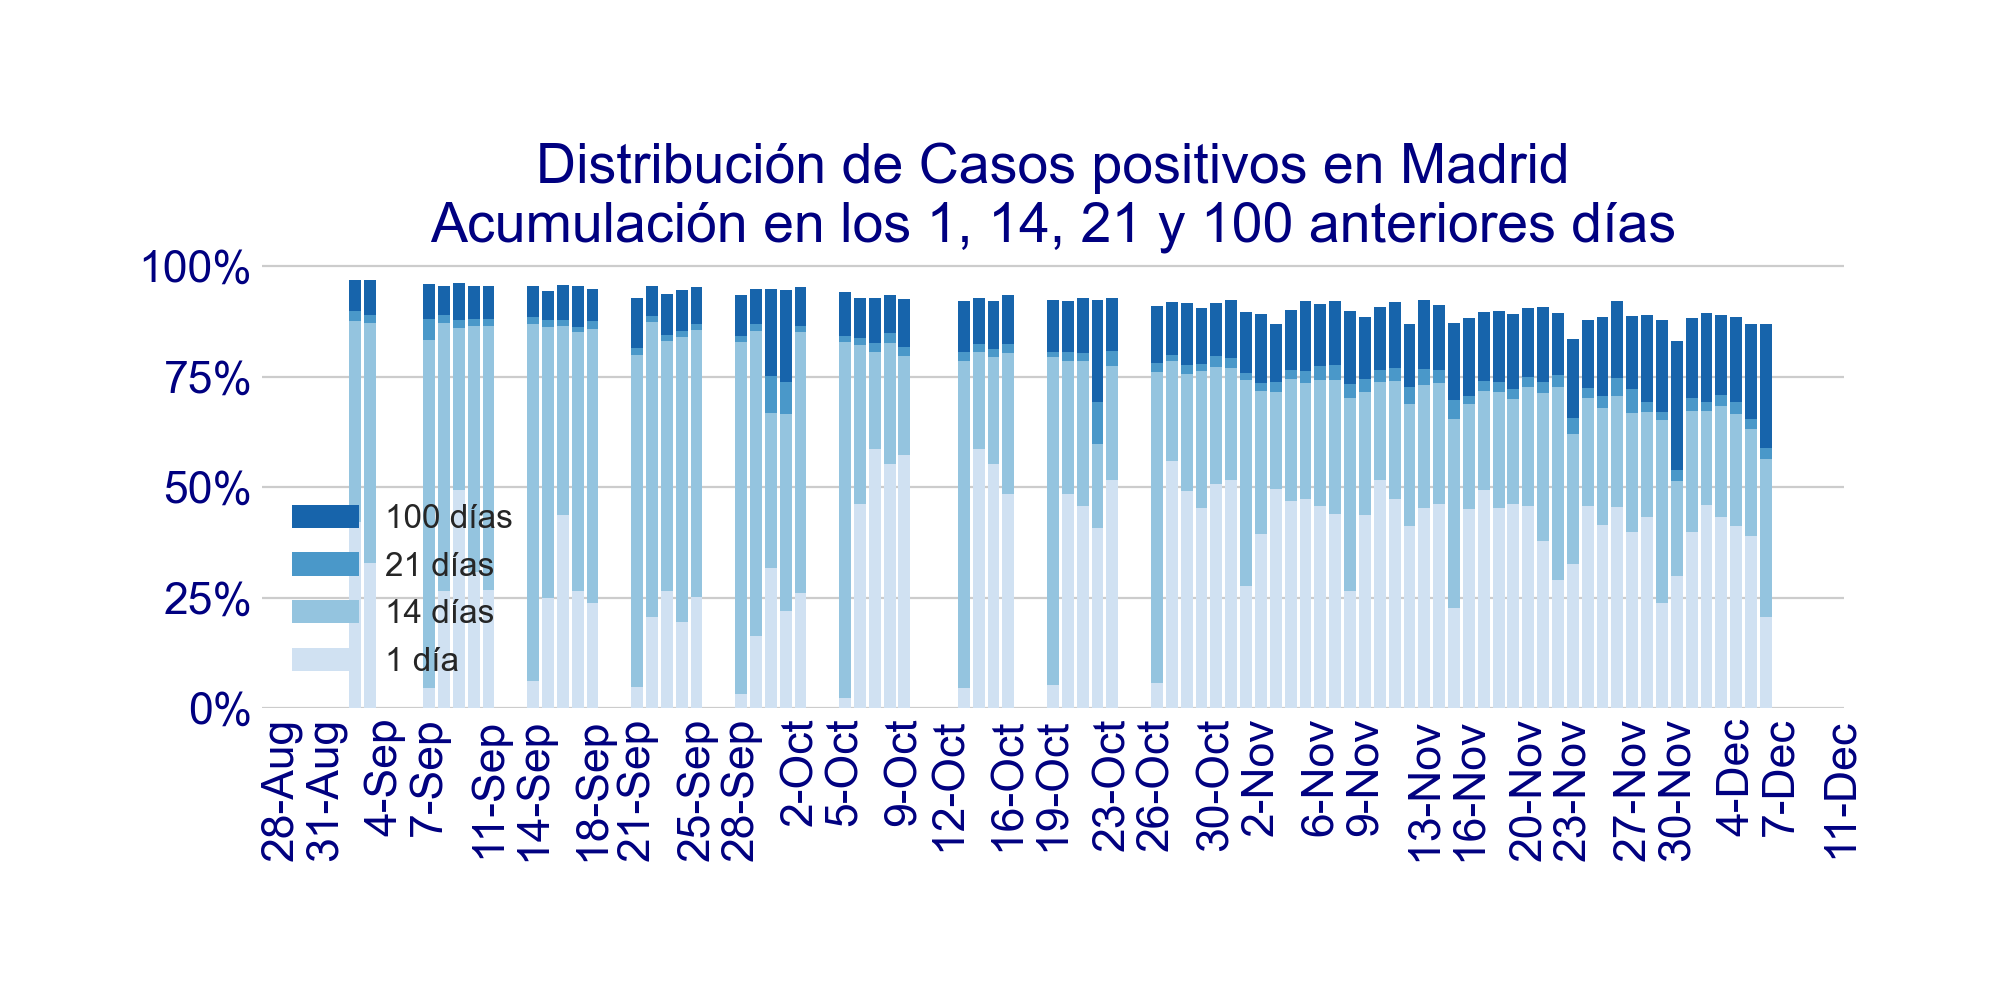 Distribución de Casos positivos en Madrid
Acumulación en los 1, 14, 21 y 100 anteriores días
100%
75%
50%
25%
0%
100 días
21 días
14 días
1 día
28-Aug
31-Aug
4-Sep
7-Sep
11-Sep
14-Sep
18-Sep
21-Sep
25-Sep
28-Sep
2-Oct
5-Oct
9-Oct
12-Oct
16-Oct
19-Oct
23-Oct
26-Oct
30-Oct
2-Nov
6-Nov
9-Nov
13-Nov
16-Nov
20-Nov
23-Nov
27-Nov
30-Nov
4-Dec
7-Dec
11-Dec